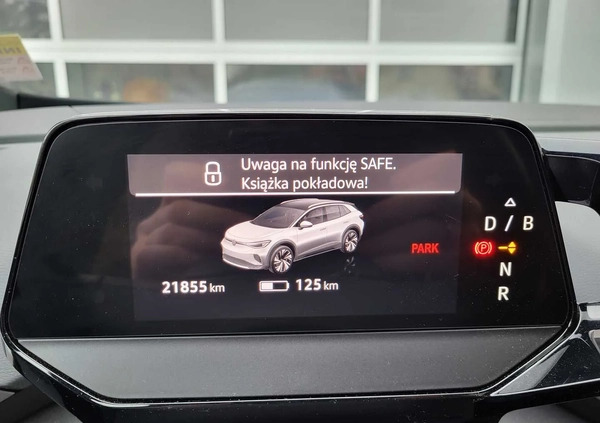 Uwaga na funkcję SAFE.
Książka pokładowa!
D / B
PARK
P
N
R
21855 km
125 km